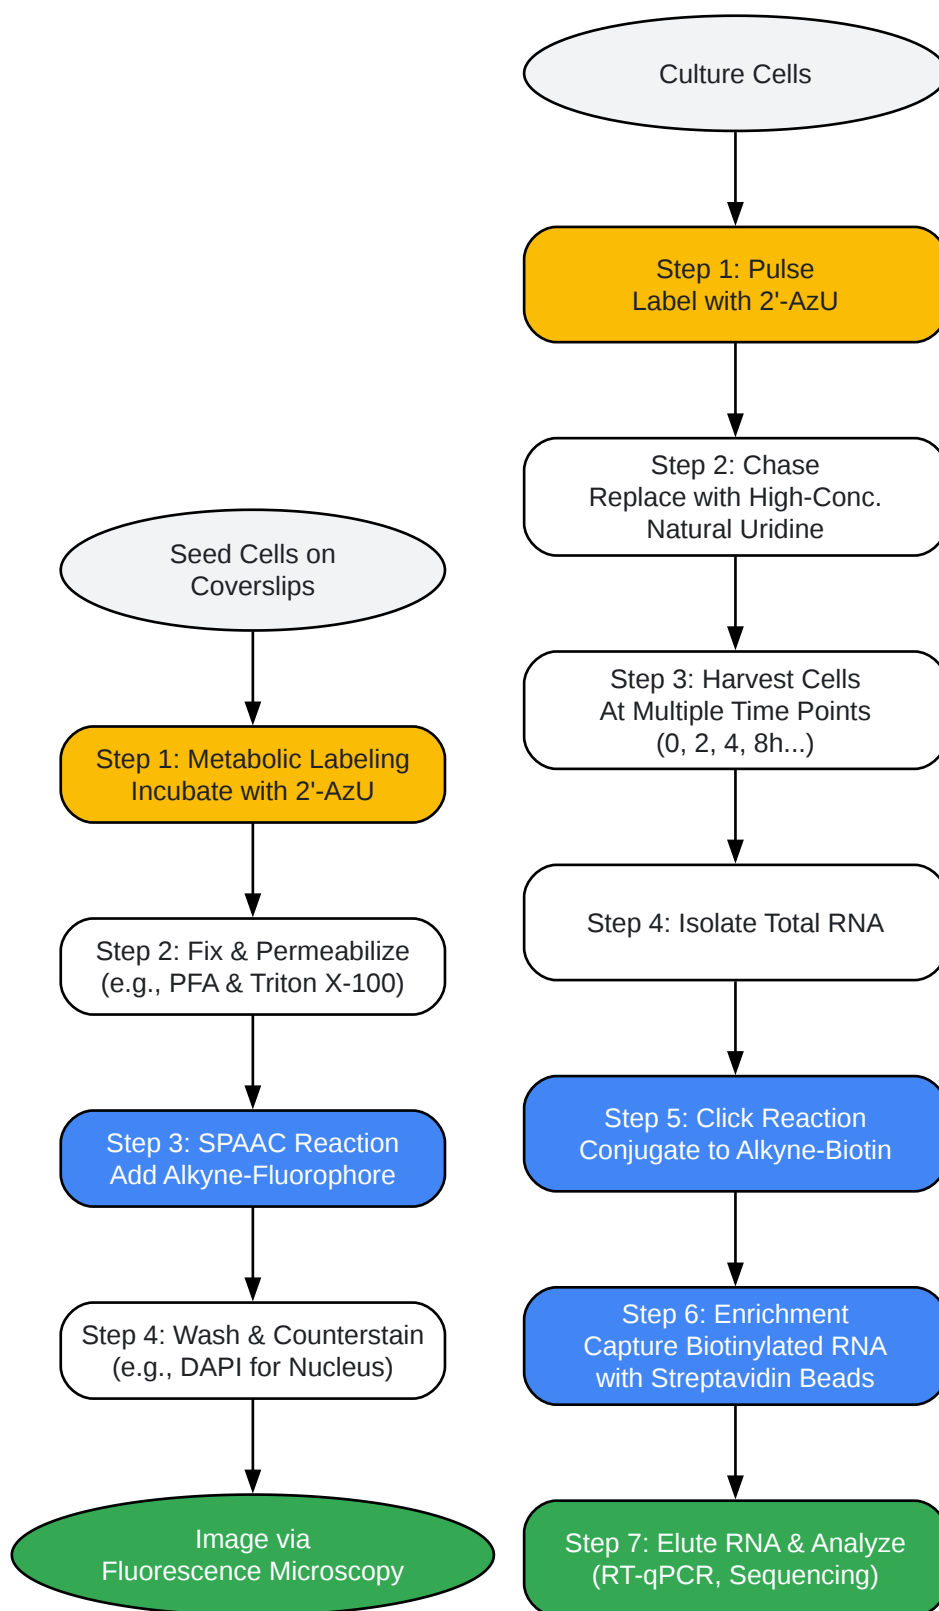 Seed Cells on
Coverslips
Step 1: Metabolic Labeling
Incubate with 2'-AzU
Step 2: Fix & Permeabilize
(e.g., PFA & Triton X-100)
Step 3: SPAAC Reaction
Add Alkyne-Fluorophore
Step 4: Wash & Counterstain
(e.g., DAPI for Nucleus)
Image via
Fluorescence Microscopy
Culture Cells
Step 1: Pulse
Label with 2'-AzU
Step 2: Chase
Replace with High-Conc.
Natural Uridine
Step 3: Harvest Cells
At Multiple Time Points
(0, 2, 4, 8h...)
Step 4: Isolate Total RNA
Step 5: Click Reaction
Conjugate to Alkyne-Biotin
Step 6: Enrichment
Capture Biotinylated RNA
with Streptavidin Beads
Step 7: Elute RNA & Analyze
(RT-qPCR, Sequencing)